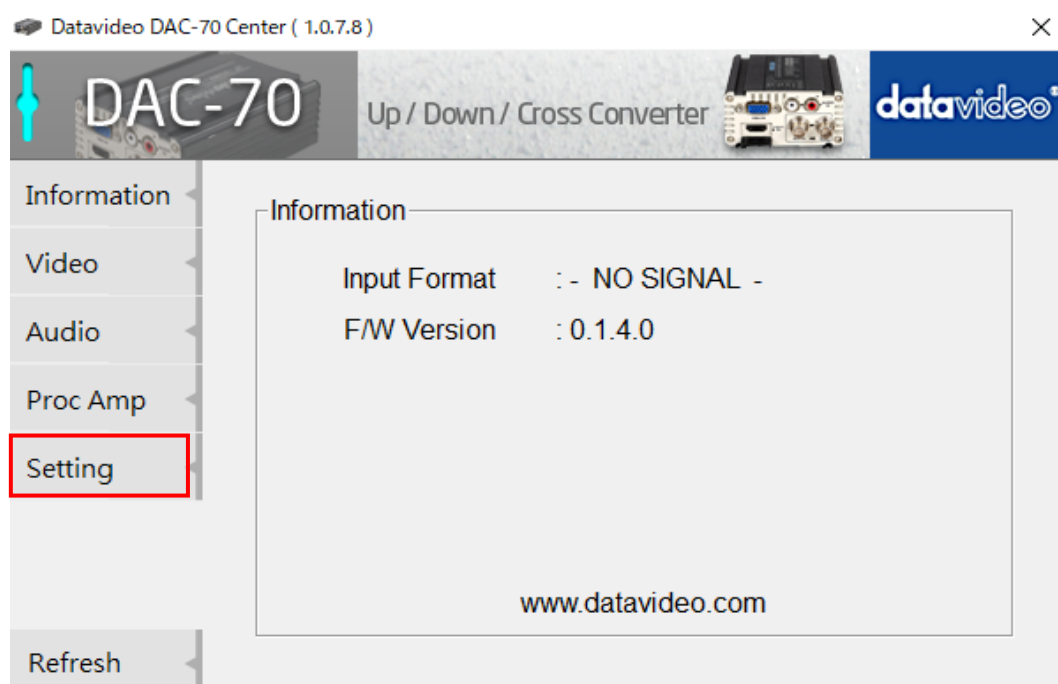 Datavideo DAC-70 Center ( 1.0.7.8 )
DAC-70
Up / Down / Cross Converter
datavideo®
Information
Video
Audio
Proc Amp
Setting
Refresh
Information
Input Format : - NO SIGNAL -
F/W Version : 0.1.4.0
www.datavideo.com